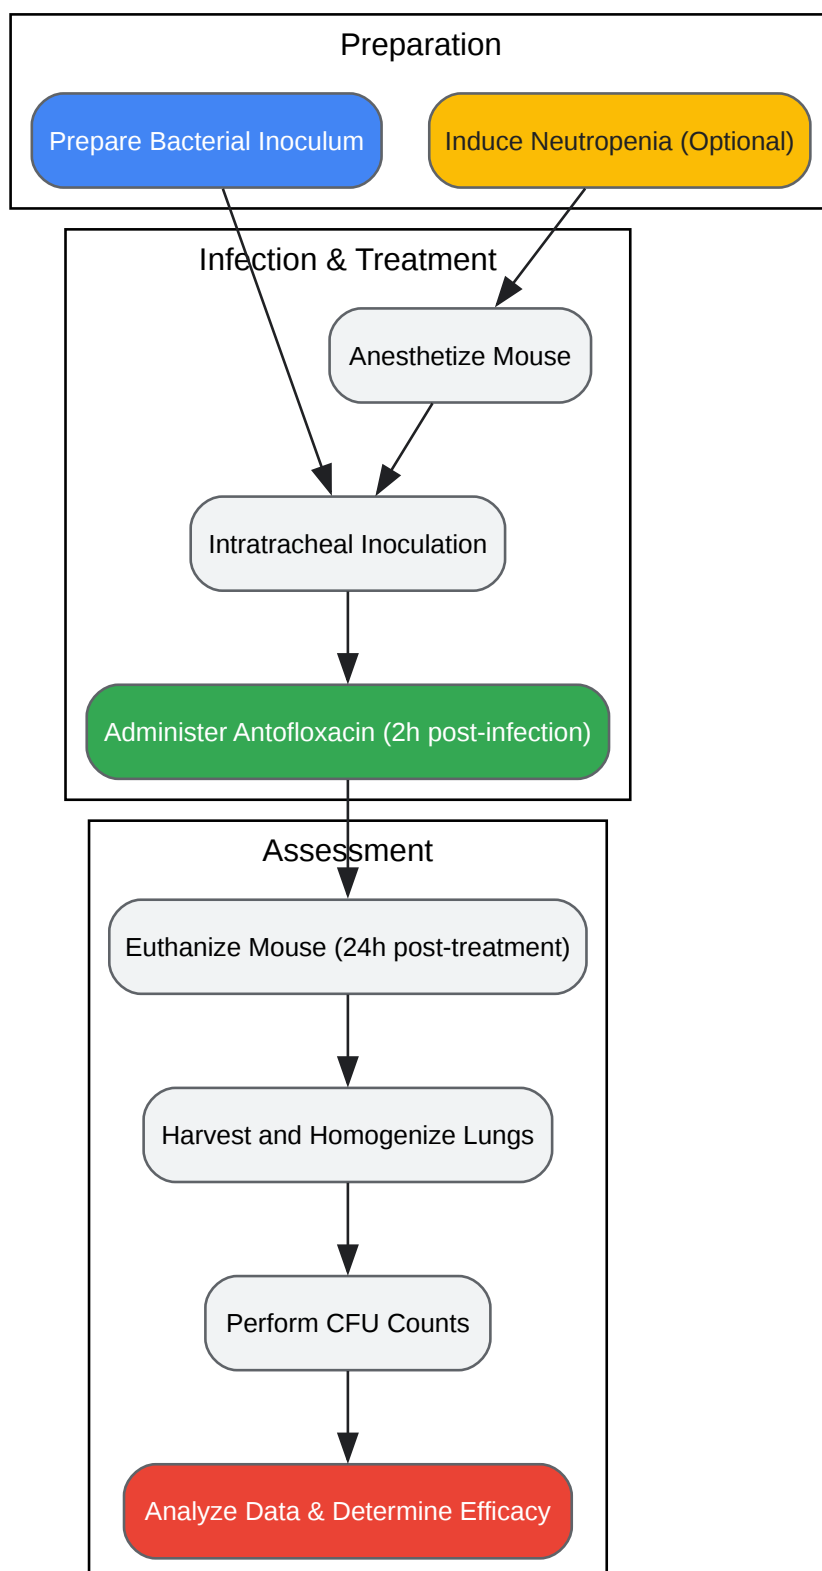 Preparation
Prepare Bacterial Inoculum
Induce Neutropenia (Optional)
Infection & Treatment
Anesthetize Mouse
Intratracheal Inoculation
Administer Antofloxacin (2h post-infection)
Assessment
Euthanize Mouse (24h post-treatment)
Harvest and Homogenize Lungs
Perform CFU Counts
Analyze Data & Determine Efficacy